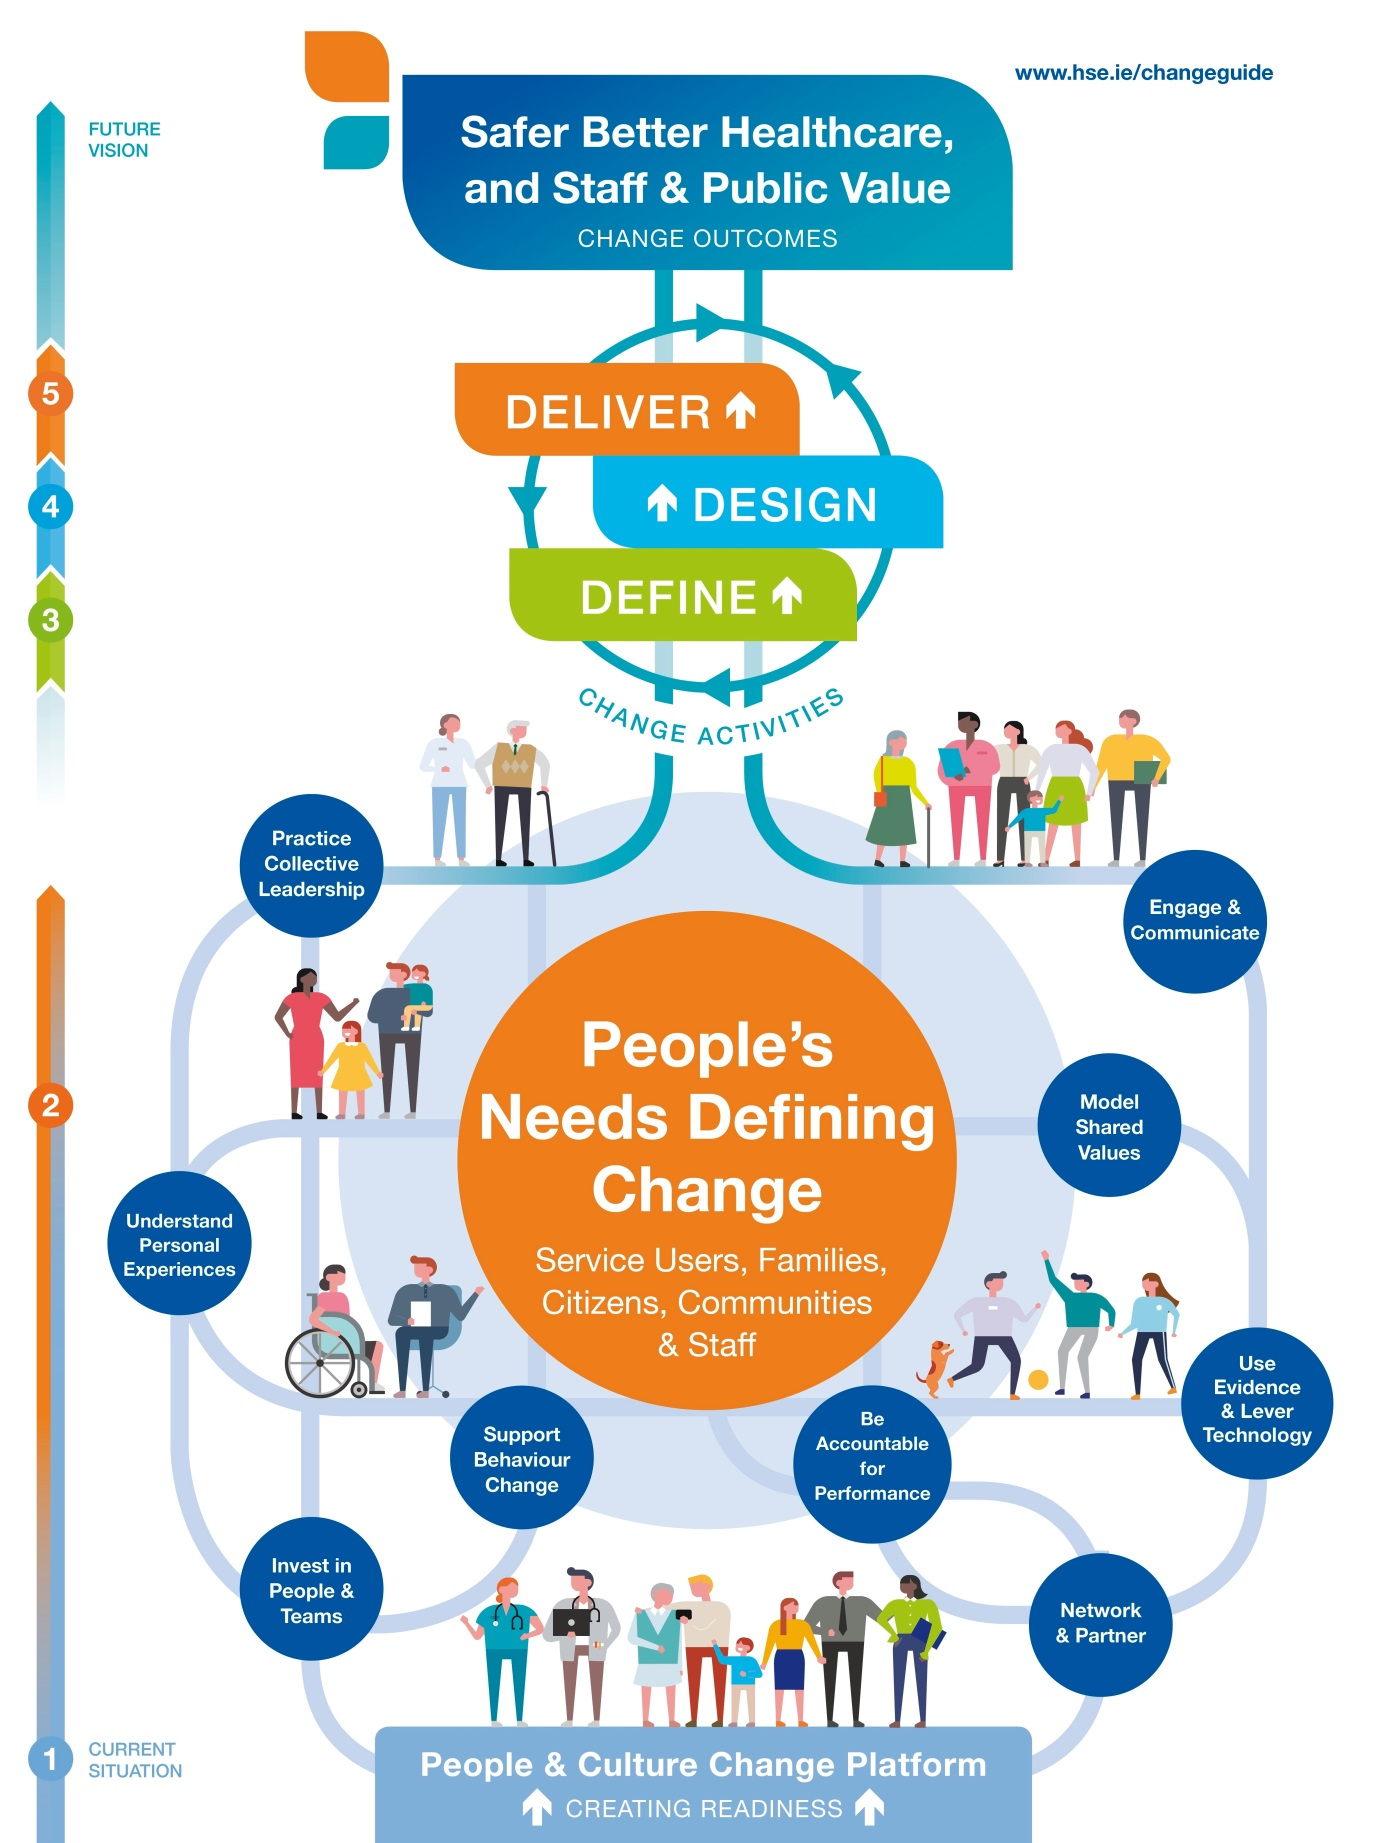 www.hse.ie/changeguide
FUTURE
VISION
Safer Better Healthcare,
and Staff & Public Value
CHANGE OUTCOMES
5
DELIVER
4
DESIGN
3
DEFINE
CHANGE ACTIVITIES
Practice
Collective
Leadership
Engage &
Communicate
2
People’s
Needs Defining
Change
Service Users, Families,
Citizens, Communities
& Staff
Model
Shared
Values
Understand
Personal
Experiences
Use
Evidence
& Lever
Technology
Support
Behaviour
Change
Be
Accountable
for
Performance
Invest in
People &
Teams
Network
& Partner
1
CURRENT
SITUATION
People & Culture Change Platform
CREATING READINESS